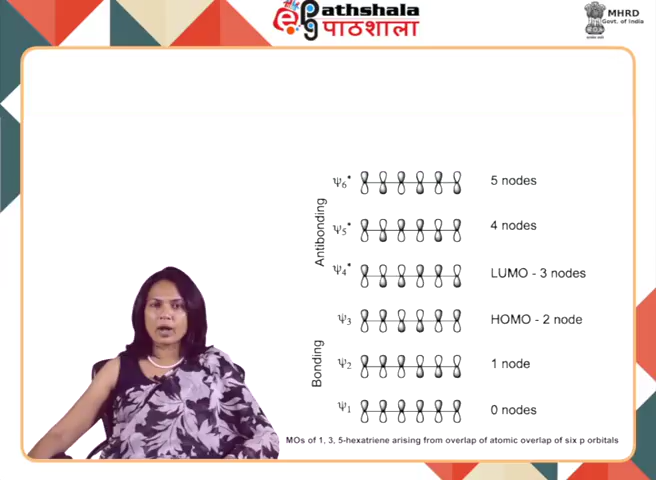 Pathshala
पाठशाला
MHRD
Govt. of India
ψ6* 5 nodes
ψ5* 4 nodes
ψ4* LUMO - 3 nodes
Antibonding
ψ3 HOMO - 2 node
ψ2 1 node
ψ1 0 nodes
Bonding
MOs of 1, 3, 5-hexatriene arising from overlap of atomic overlap of six p orbitals